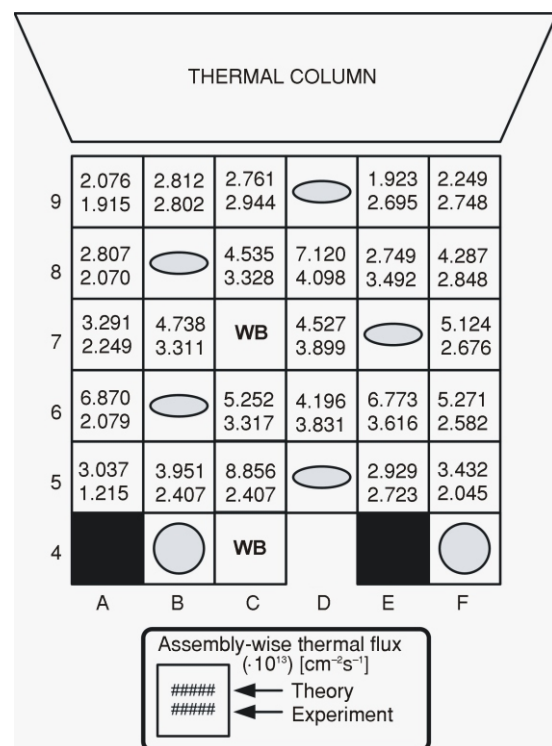 THERMAL COLUMN
9 2.076 2.812 2.761 1.923 2.249
1.915 2.802 2.944 2.695 2.748
8 2.807 4.535 7.120 2.749 4.287
2.070 3.328 4.098 3.492 2.848
7 3.291 4.738 WB 4.527 5.124
2.249 3.311 3.899 2.676
6 6.870 5.252 4.196 6.773 5.271
2.079 3.317 3.831 3.616 2.582
5 3.037 3.951 8.856 2.929 3.432
1.215 2.407 2.407 2.723 2.045
4 WB
A B C D E F
Assembly-wise thermal flux
(·10¹³) [cm⁻²s⁻¹]
##### Theory
##### Experiment